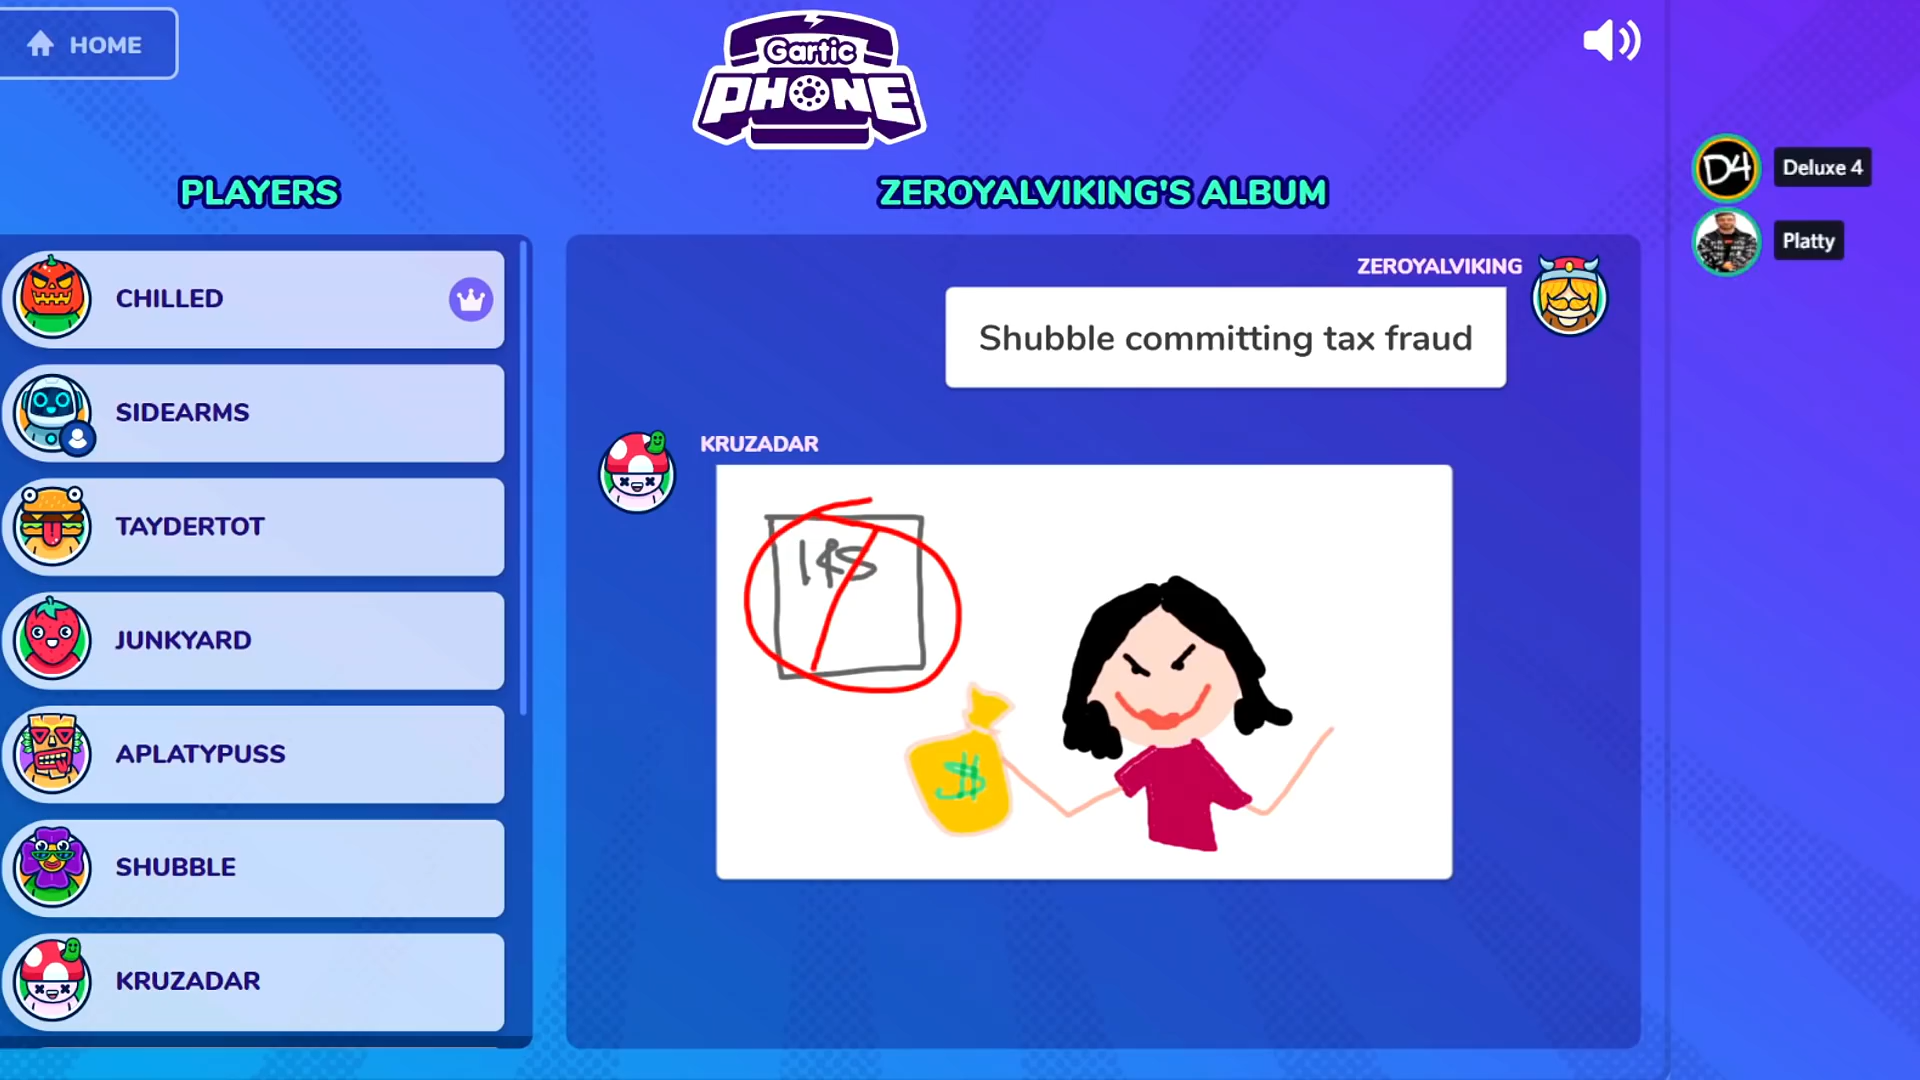 HOME
Gartic
PHONE
PLAYERS
CHILLED
SIDEARMS
TAYDERTOT
JUNKYARD
APLATYPUSS
SHUBBLE
KRUZADAR
ZEROYALVIKING'S ALBUM
ZEROYALVIKING
Shubble committing tax fraud
KRUZADAR
IRS
$
D4
Deluxe 4
Platty